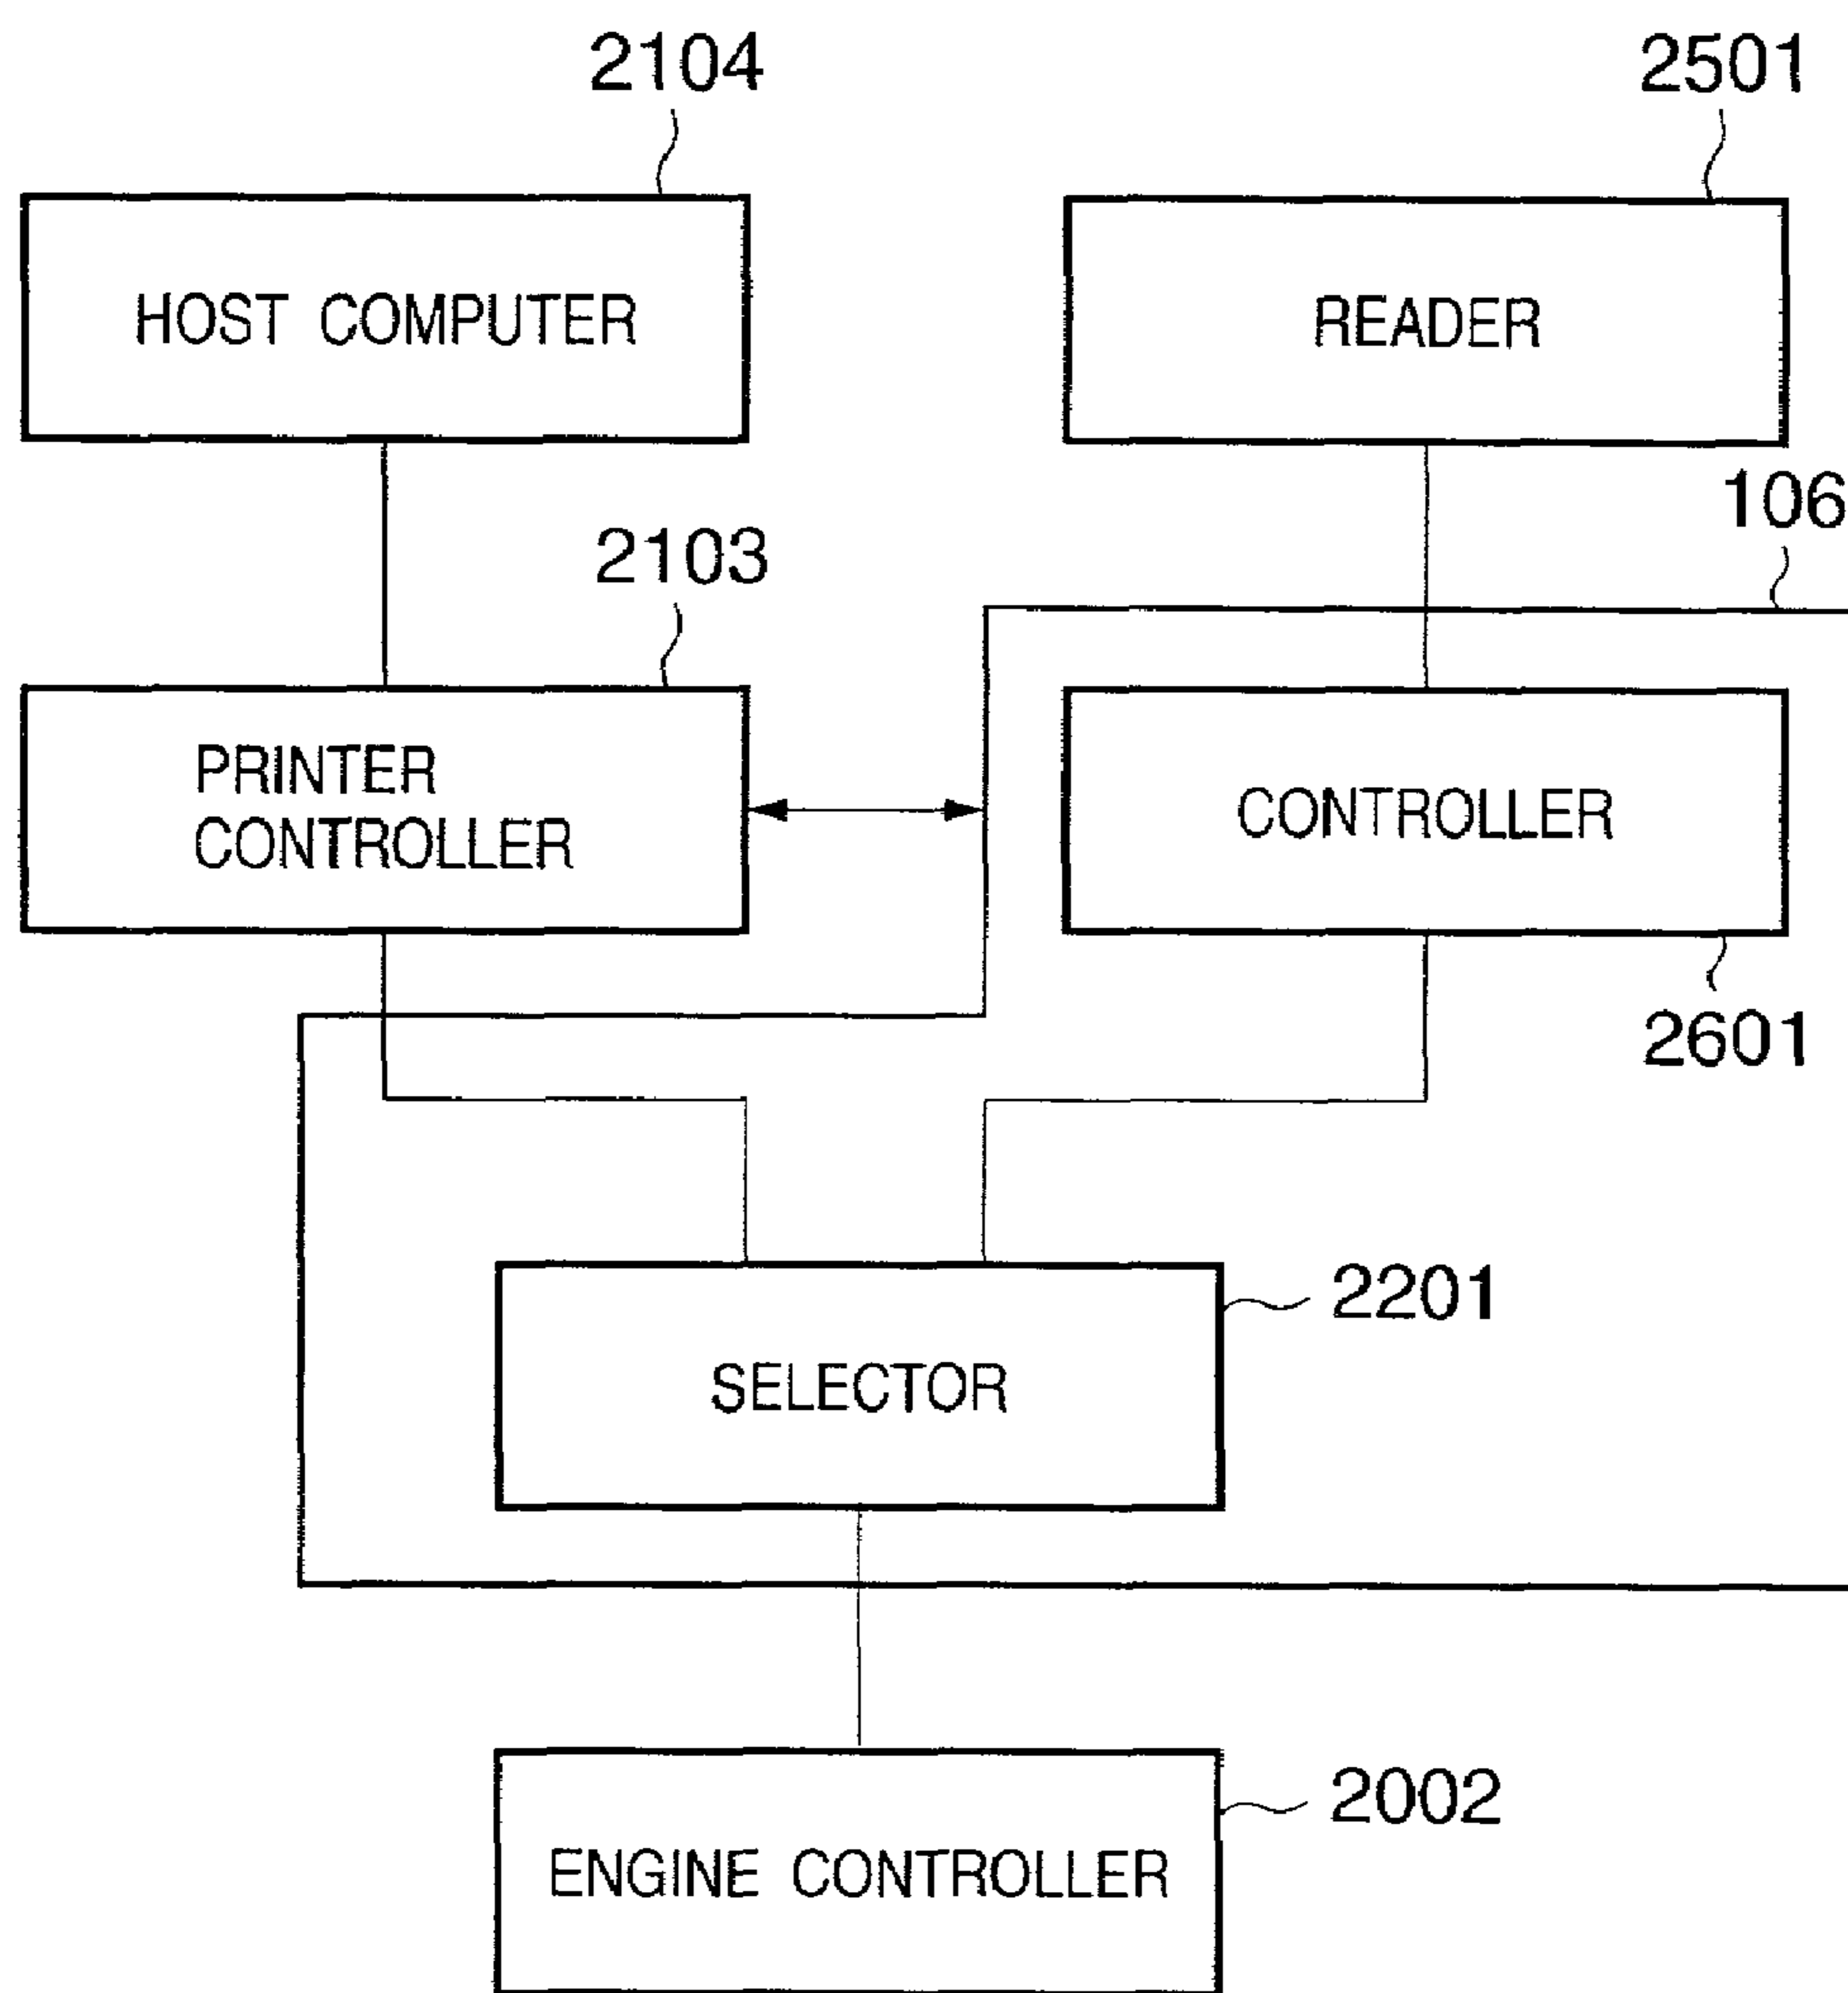 2104
2501
HOST COMPUTER
READER
106
2103
PRINTER
CONTROLLER
CONTROLLER
2601
2201
SELECTOR
2002
ENGINE CONTROLLER